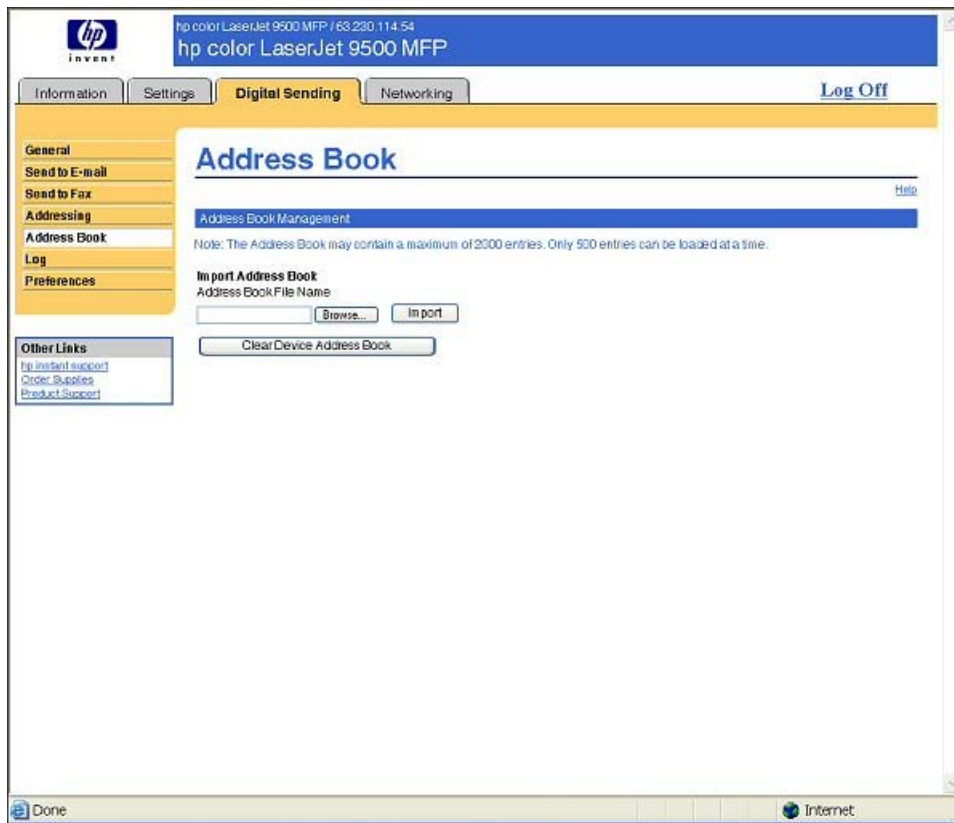 hp
invent
hp color LaserJet 9500 MFP / 63.230.114.54
hp color LaserJet 9500 MFP
Information
Settings
Digital Sending
Networking
Log Off
General
Send to E-mail
Send to Fax
Addressing
Address Book
Log
Preferences
Other Links
hp instant support
Order Supplies
Product Support
Address Book
Help
Address Book Management
Note: The Address Book may contain a maximum of 2000 entries. Only 500 entries can be loaded at a time.
Import Address Book
Address Book File Name
Browse...
Import
Clear Device Address Book
Done
Internet